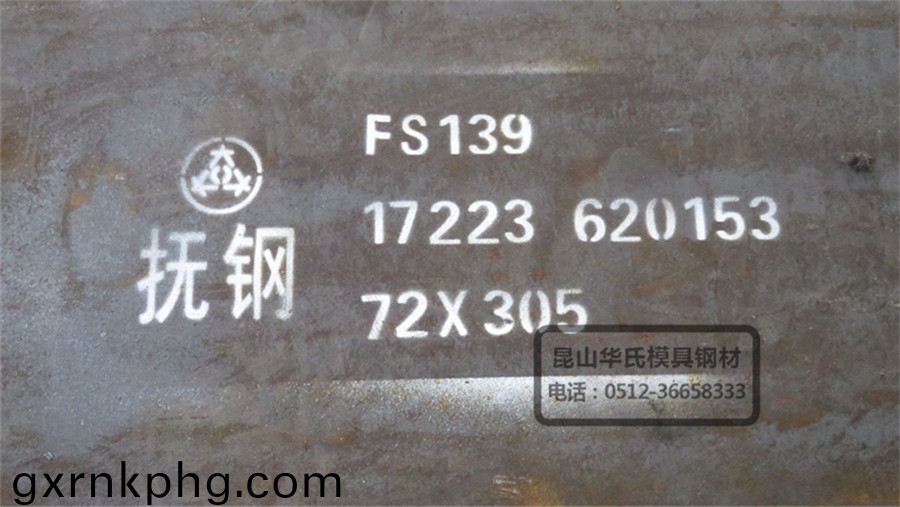 FS139
17223 620153
抚钢
72X305
昆山华氏模具钢材
电话：0512-36658333
gxrnkphg.com